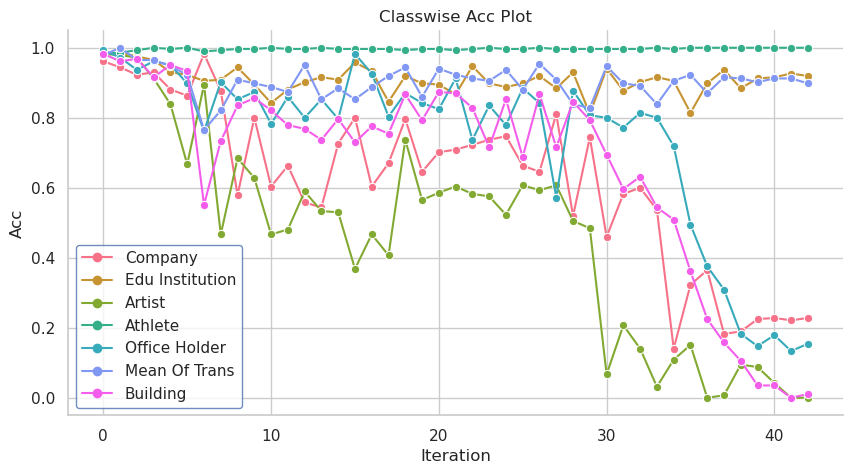 Classwise Acc Plot
1.0
0.8
0.6
0.4
0.2
0.0
Acc
Company
Edu Institution
Artist
Athlete
Office Holder
Mean Of Trans
Building
0
10
20
30
40
Iteration